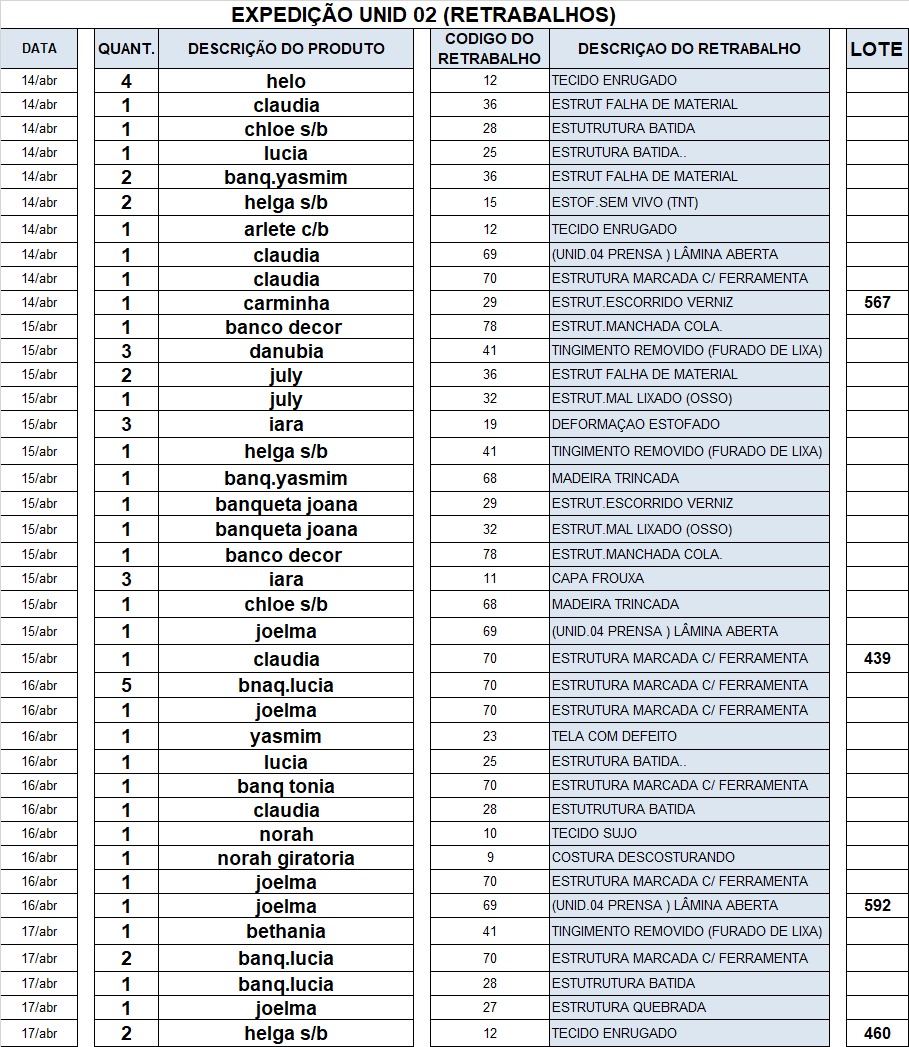 EXPEDIÇÃO UNID 02 (RETRABALHOS)
DATA QUANT. DESCRIÇÃO DO PRODUTO CODIGO DO RETRABALHO DESCRIÇAO DO RETRABALHO LOTE
14/abr 4 helo 12 TECIDO ENRUGADO
14/abr 1 claudia 36 ESTRUT FALHA DE MATERIAL
14/abr 1 chloe s/b 28 ESTUTRUTURA BATIDA
14/abr 1 lucia 25 ESTRUTURA BATIDA..
14/abr 2 banq.yasmim 36 ESTRUT FALHA DE MATERIAL
14/abr 2 helga s/b 15 ESTOF.SEM VIVO (TNT)
14/abr 1 arlete c/b 12 TECIDO ENRUGADO
14/abr 1 claudia 69 (UNID.04 PRENSA ) LÂMINA ABERTA
14/abr 1 claudia 70 ESTRUTURA MARCADA C/ FERRAMENTA
14/abr 1 carminha 29 ESTRUT.ESCORRIDO VERNIZ 567
15/abr 1 banco decor 78 ESTRUT.MANCHADA COLA.
15/abr 3 danubia 41 TINGIMENTO REMOVIDO (FURADO DE LIXA)
15/abr 2 july 36 ESTRUT FALHA DE MATERIAL
15/abr 1 july 32 ESTRUT.MAL LIXADO (OSSO)
15/abr 3 iara 19 DEFORMAÇAO ESTOFADO
15/abr 1 helga s/b 41 TINGIMENTO REMOVIDO (FURADO DE LIXA)
15/abr 1 banq.yasmim 68 MADEIRA TRINCADA
15/abr 1 banqueta joana 29 ESTRUT.ESCORRIDO VERNIZ
15/abr 1 banqueta joana 32 ESTRUT.MAL LIXADO (OSSO)
15/abr 1 banco decor 78 ESTRUT.MANCHADA COLA.
15/abr 3 iara 11 CAPA FROUXA
15/abr 1 chloe s/b 68 MADEIRA TRINCADA
15/abr 1 joelma 69 (UNID.04 PRENSA ) LÂMINA ABERTA
15/abr 1 claudia 70 ESTRUTURA MARCADA C/ FERRAMENTA 439
16/abr 5 bnaq.lucia 70 ESTRUTURA MARCADA C/ FERRAMENTA
16/abr 1 joelma 70 ESTRUTURA MARCADA C/ FERRAMENTA
16/abr 1 yasmim 23 TELA COM DEFEITO
16/abr 1 lucia 25 ESTRUTURA BATIDA..
16/abr 1 banq tonia 70 ESTRUTURA MARCADA C/ FERRAMENTA
16/abr 1 claudia 28 ESTUTRUTURA BATIDA
16/abr 1 norah 10 TECIDO SUJO
16/abr 1 norah giratoria 9 COSTURA DESCOSTURANDO
16/abr 1 joelma 70 ESTRUTURA MARCADA C/ FERRAMENTA
16/abr 1 joelma 69 (UNID.04 PRENSA ) LÂMINA ABERTA 592
17/abr 1 bethania 41 TINGIMENTO REMOVIDO (FURADO DE LIXA)
17/abr 2 banq.lucia 70 ESTRUTURA MARCADA C/ FERRAMENTA
17/abr 1 banq.lucia 28 ESTUTRUTURA BATIDA
17/abr 1 joelma 27 ESTRUTURA QUEBRADA
17/abr 2 helga s/b 12 TECIDO ENRUGADO 460